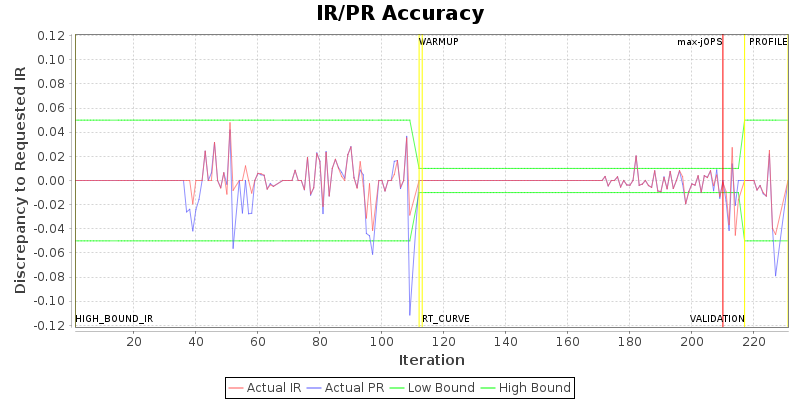 IR/PR Accuracy
Discrepancy to Requested IR
0.12
0.10
0.08
0.06
0.04
0.02
0.00
-0.02
-0.04
-0.06
-0.08
-0.10
-0.12
WARMUP
max-jOPS
PROFILE
HIGH_BOUND_IR
RT_CURVE
VALIDATION
20 40 60 80 100 120 140 160 180 200 220
Iteration
Actual IR Actual PR Low Bound High Bound